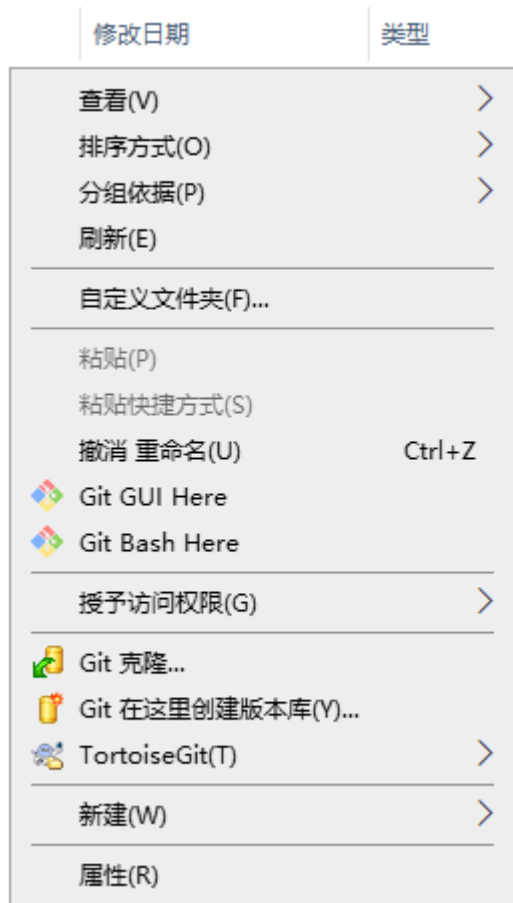 修改日期 类型
查看(V)
排序方式(O)
分组依据(P)
刷新(E)
自定义文件夹(F)...
粘贴(P)
粘贴快捷方式(S)
撤消 重命名(U) Ctrl+Z
Git GUI Here
Git Bash Here
授予访问权限(G)
Git 克隆...
Git 在这里创建版本库(Y)...
TortoiseGit(T)
新建(W)
属性(R)